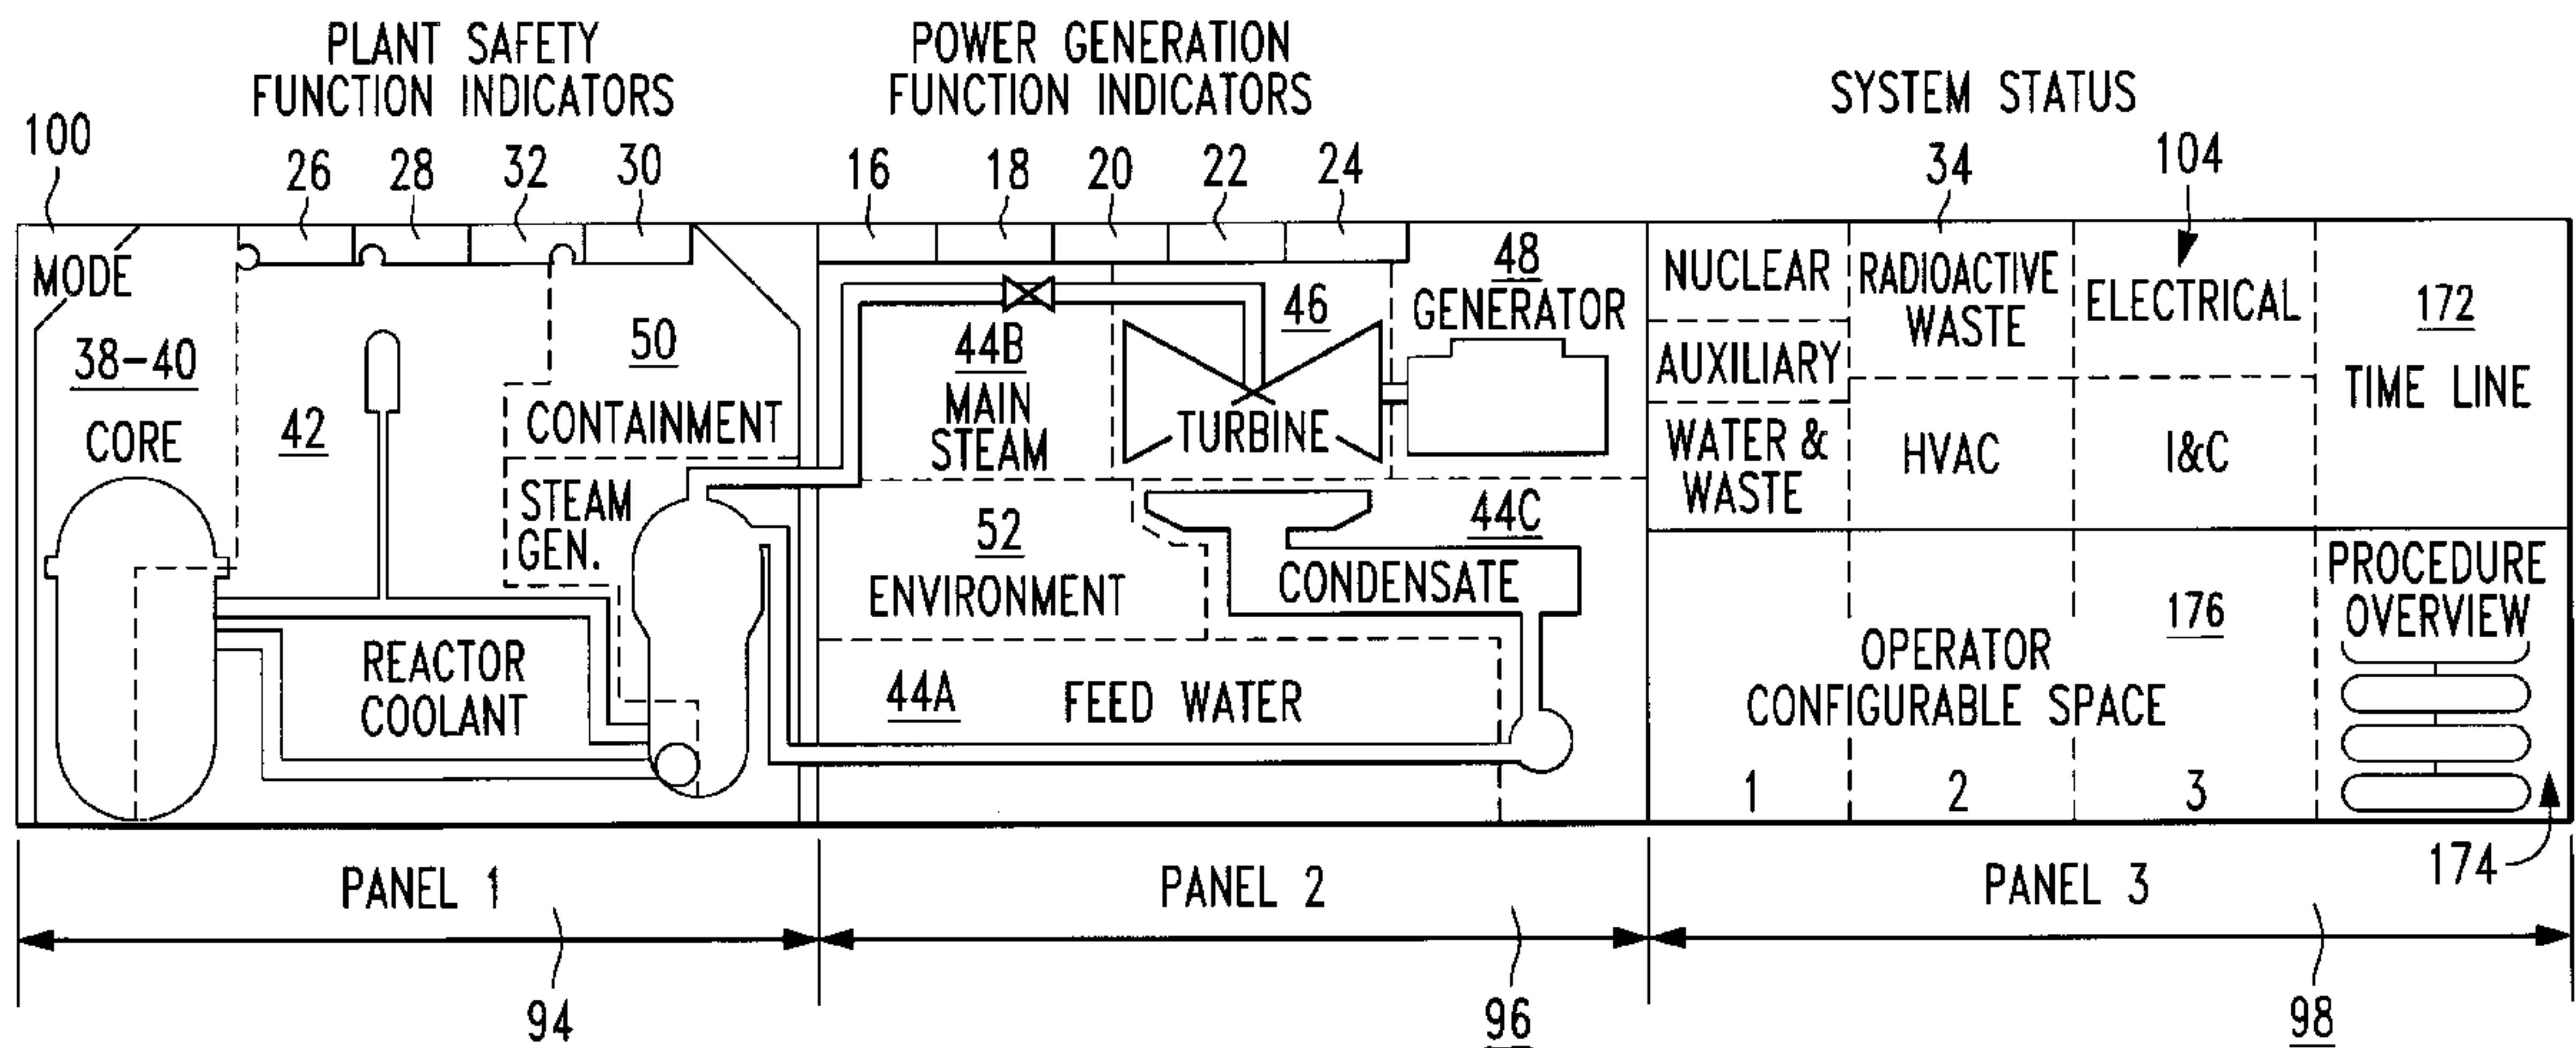 PLANT SAFETY
FUNCTION INDICATORS
POWER GENERATION
FUNCTION INDICATORS
SYSTEM STATUS
100
26
28
32
30
16
18
20
22
24
34
104
MODE
38-40
CORE
42
50
CONTAINMENT
STEAM
GEN.
REACTOR
COOLANT
44B
MAIN
STEAM
46
TURBINE
48
GENERATOR
52
ENVIRONMENT
44C
CONDENSATE
44A
FEED WATER
NUCLEAR
AUXILIARY
WATER &
WASTE
RADIOACTIVE
WASTE
HVAC
ELECTRICAL
I&C
172
TIME LINE
176
OPERATOR
CONFIGURABLE SPACE
1
2
3
PROCEDURE
OVERVIEW
174
PANEL 1
PANEL 2
PANEL 3
94
96
98